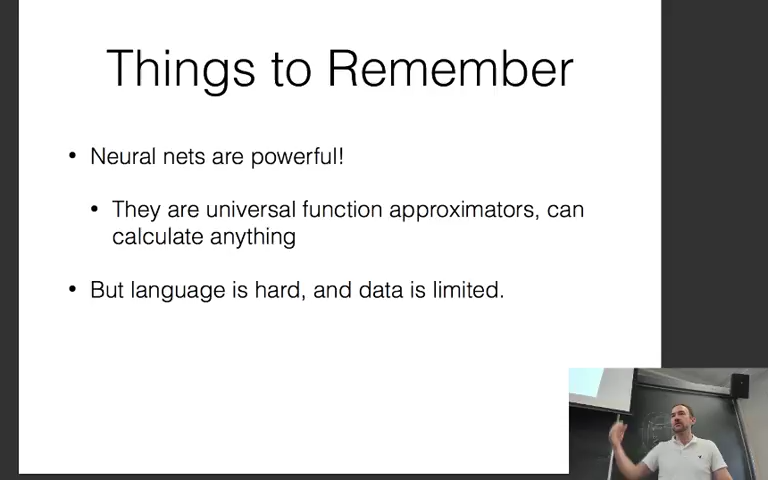 Things to Remember
• Neural nets are powerful!
• They are universal function approximators, can
calculate anything
• But language is hard, and data is limited.